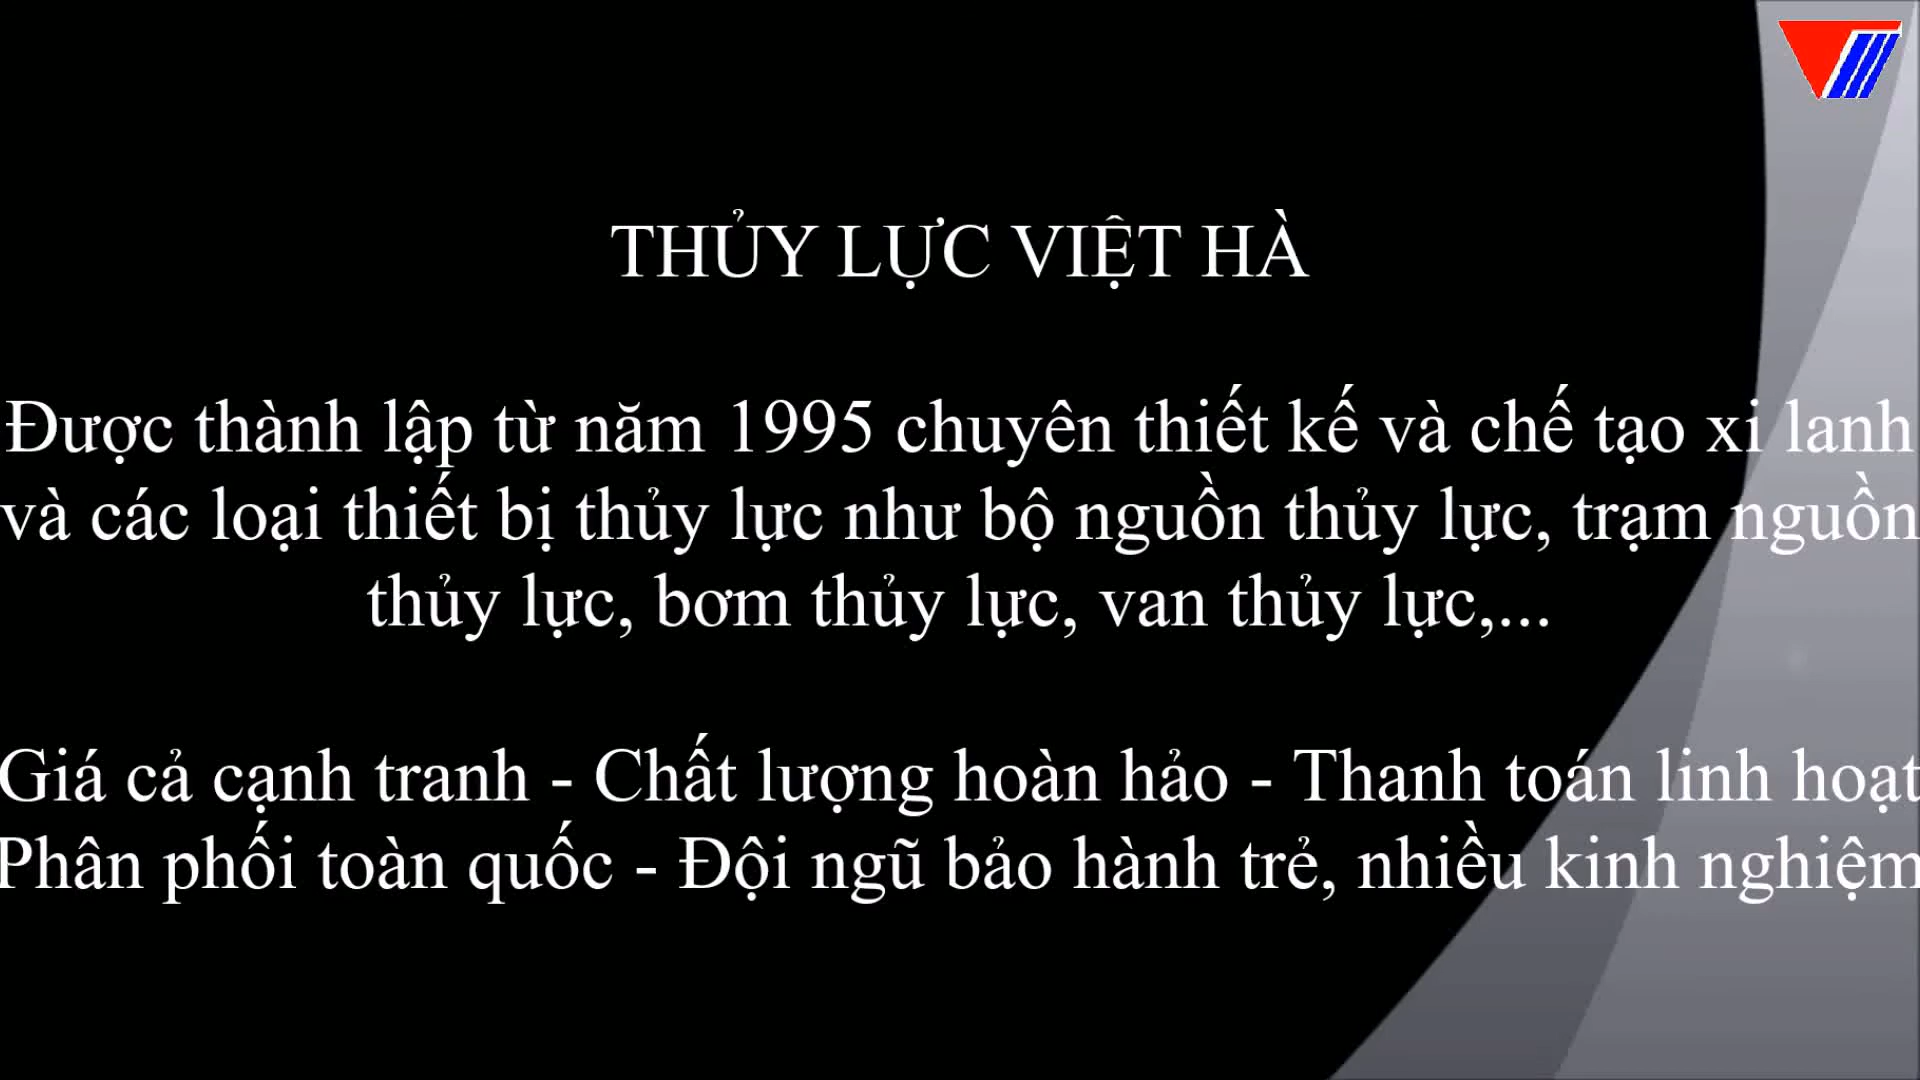 THỦY LỰC VIỆT HÀ
Được thành lập từ năm 1995 chuyên thiết kế và chế tạo xi lanh
và các loại thiết bị thủy lực như bộ nguồn thủy lực, trạm nguồn
thủy lực, bơm thủy lực, van thủy lực,...
Giá cả cạnh tranh - Chất lượng hoàn hảo - Thanh toán linh hoạt
Phân phối toàn quốc - Đội ngũ bảo hành trẻ, nhiều kinh nghiệm